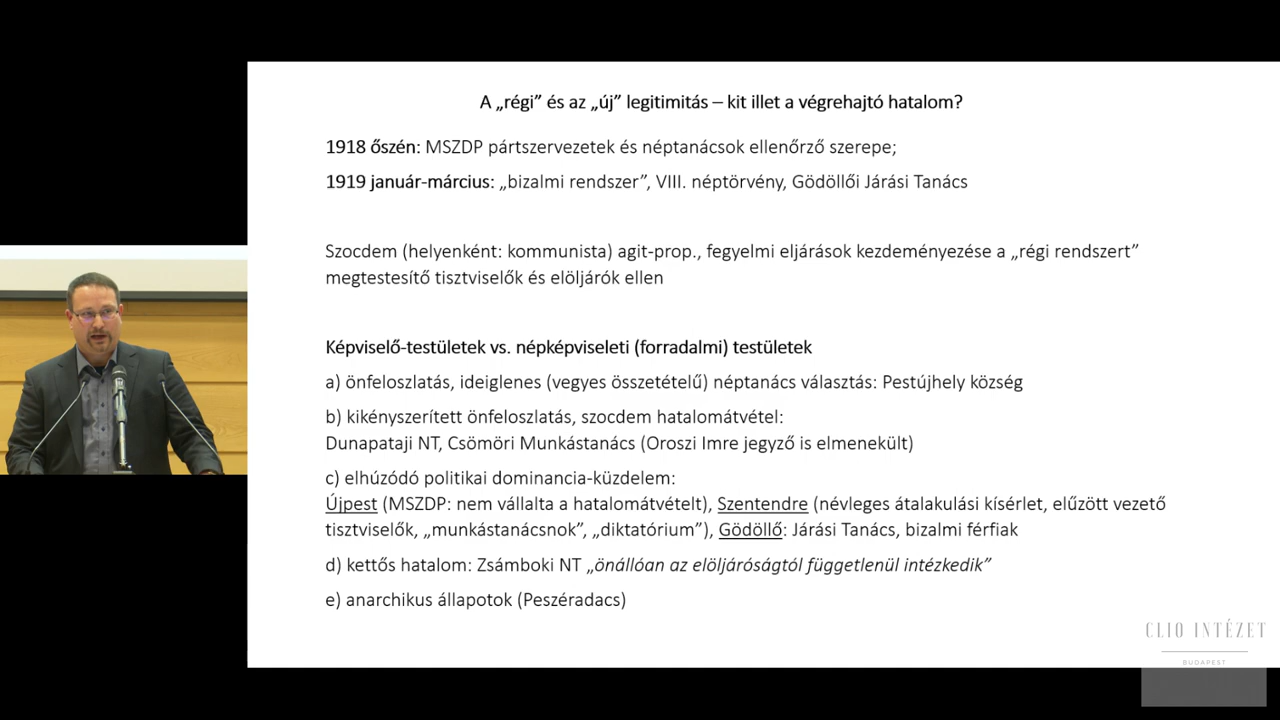 A „régi” és az „új” legitimitás – kit illet a végrehajtó hatalom?
1918 őszén: MSZDP pártszervezetek és néptanácsok ellenőrző szerepe;
1919 január-március: „bizalmi rendszer”, VIII. néptörvény, Gödöllői Járási Tanács
Szocdem (helyenként: kommunista) agit-prop., fegyelmi eljárások kezdeményezése a „régi rendszert”
megtestesítő tisztviselők és elöljárók ellen
Képviselő-testületek vs. népképviseleti (forradalmi) testületek
a) önfeloszlatás, ideiglenes (vegyes összetételű) néptanács választás: Pestújhely község
b) kikényszerített önfeloszlatás, szocdem hatalomátvétel:
Dunapataji NT, Csömöri Munkástanács (Oroszi Imre jegyző is elmenekült)
c) elhúzódó politikai dominancia-küzdelem:
Újpest (MSZDP: nem vállalta a hatalomátvételt), Szentendre (névleges átalakulási kísérlet, elűzött vezető
tisztviselők, „munkástanácsnok”, „diktatórium”), Gödöllő: Járási Tanács, bizalmi férfiak
d) kettős hatalom: Zsámboki NT „önállóan az elöljáróságtól függetlenül intézkedik”
e) anarchikus állapotok (Peszéradacs)
CLIO INTÉZET
BUDAPEST